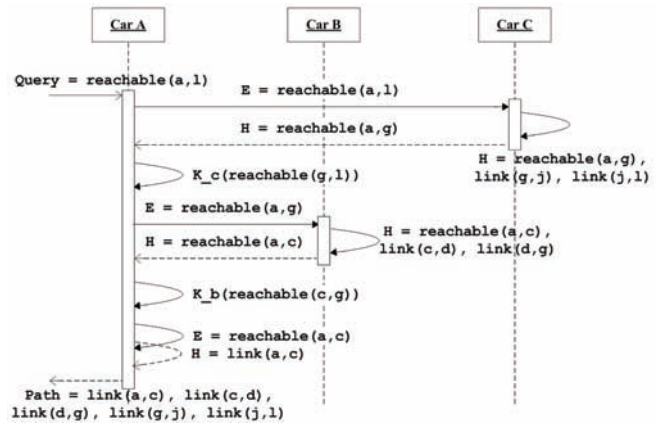 Car A
Car B
Car C
Query = reachable(a,l)
E = reachable(a,l)
H = reachable(a,g)
H = reachable(a,g),
link(g,j), link(j,l)
K_c(reachable(g,l))
E = reachable(a,g)
H = reachable(a,c)
H = reachable(a,c),
link(c,d), link(d,g)
K_b(reachable(c,g))
E = reachable(a,c)
H = link(a,c)
Path = link(a,c), link(c,d),
link(d,g), link(g,j), link(j,l)